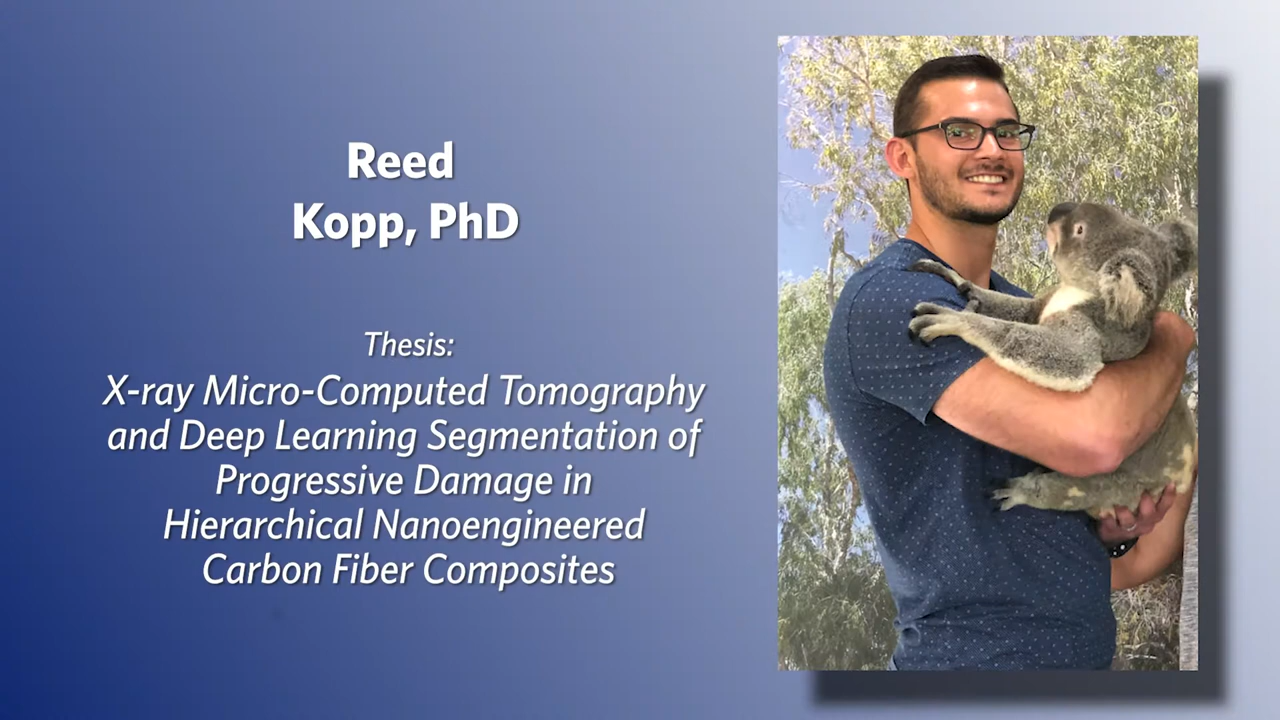 Reed
Kopp, PhD
Thesis:
X-ray Micro-Computed Tomography
and Deep Learning Segmentation of
Progressive Damage in
Hierarchical Nanoengineered
Carbon Fiber Composites